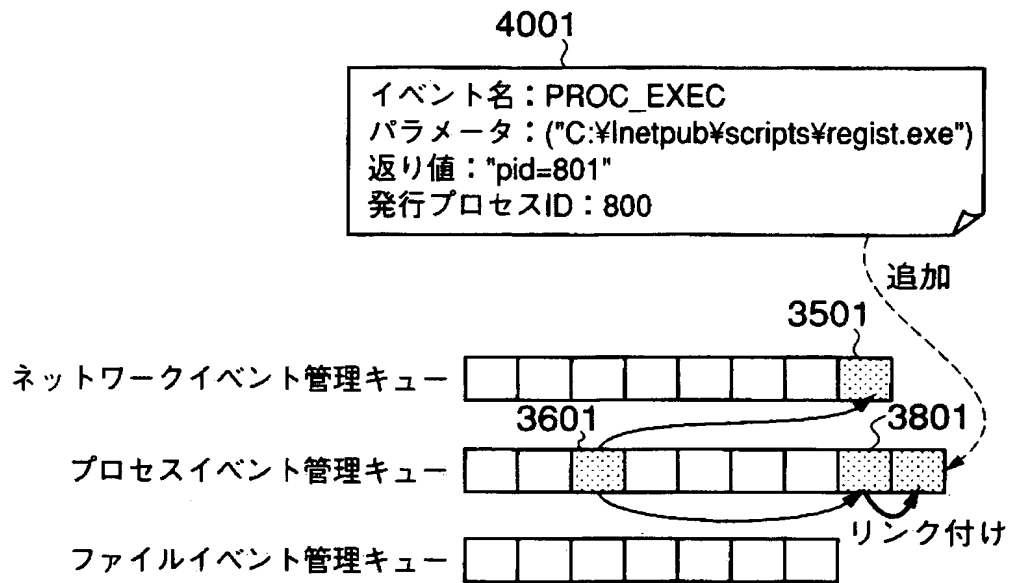 4001
イベント名：PROC_EXEC
パラメータ：("C:¥Inetpub¥scripts¥regist.exe")
返り値："pid=801"
発行プロセスID：800
追加
3501
ネットワークイベント管理キュー
3601
3801
プロセスイベント管理キュー
リンク付け
ファイルイベント管理キュー